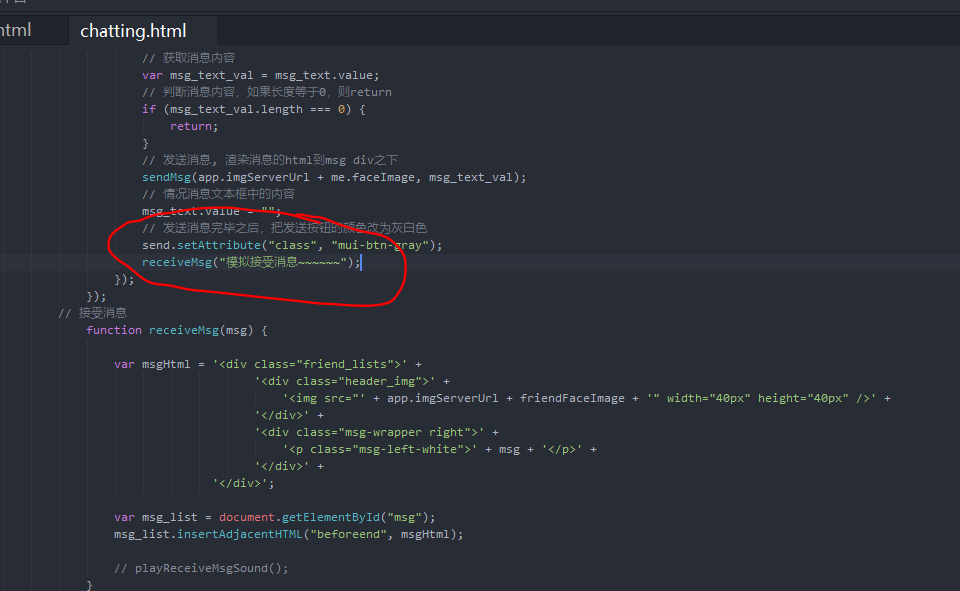 html
chatting.html
// 获取消息内容
var msg_text_val = msg_text.value;
// 判断消息内容，如果长度等于0，则return
if (msg_text_val.length === 0) {
return;
}
// 发送消息, 渲染消息的html到msg div之下
sendMsg(app.imgServerUrl + me.faceImage, msg_text_val);
// 情况消息文本框中的内容
msg_text.value = "";
// 发送消息完毕之后，把发送按钮的颜色改为灰白色
send.setAttribute("class", "mui-btn-gray");
receiveMsg("模拟接受消息~~~~~~");
});
});
// 接受消息
function receiveMsg(msg) {
var msgHtml = '<div class="friend_lists">' +
'<div class="header_img">' +
'<img src="' + app.imgServerUrl + friendFaceImage + '" width="40px" height="40px" />' +
'</div>' +
'<div class="msg-wrapper right">' +
'<p class="msg-left-white">' + msg + '</p>' +
'</div>' +
'</div>';
var msg_list = document.getElementById("msg");
msg_list.insertAdjacentHTML("beforeend", msgHtml);
// playReceiveMsgSound();
}